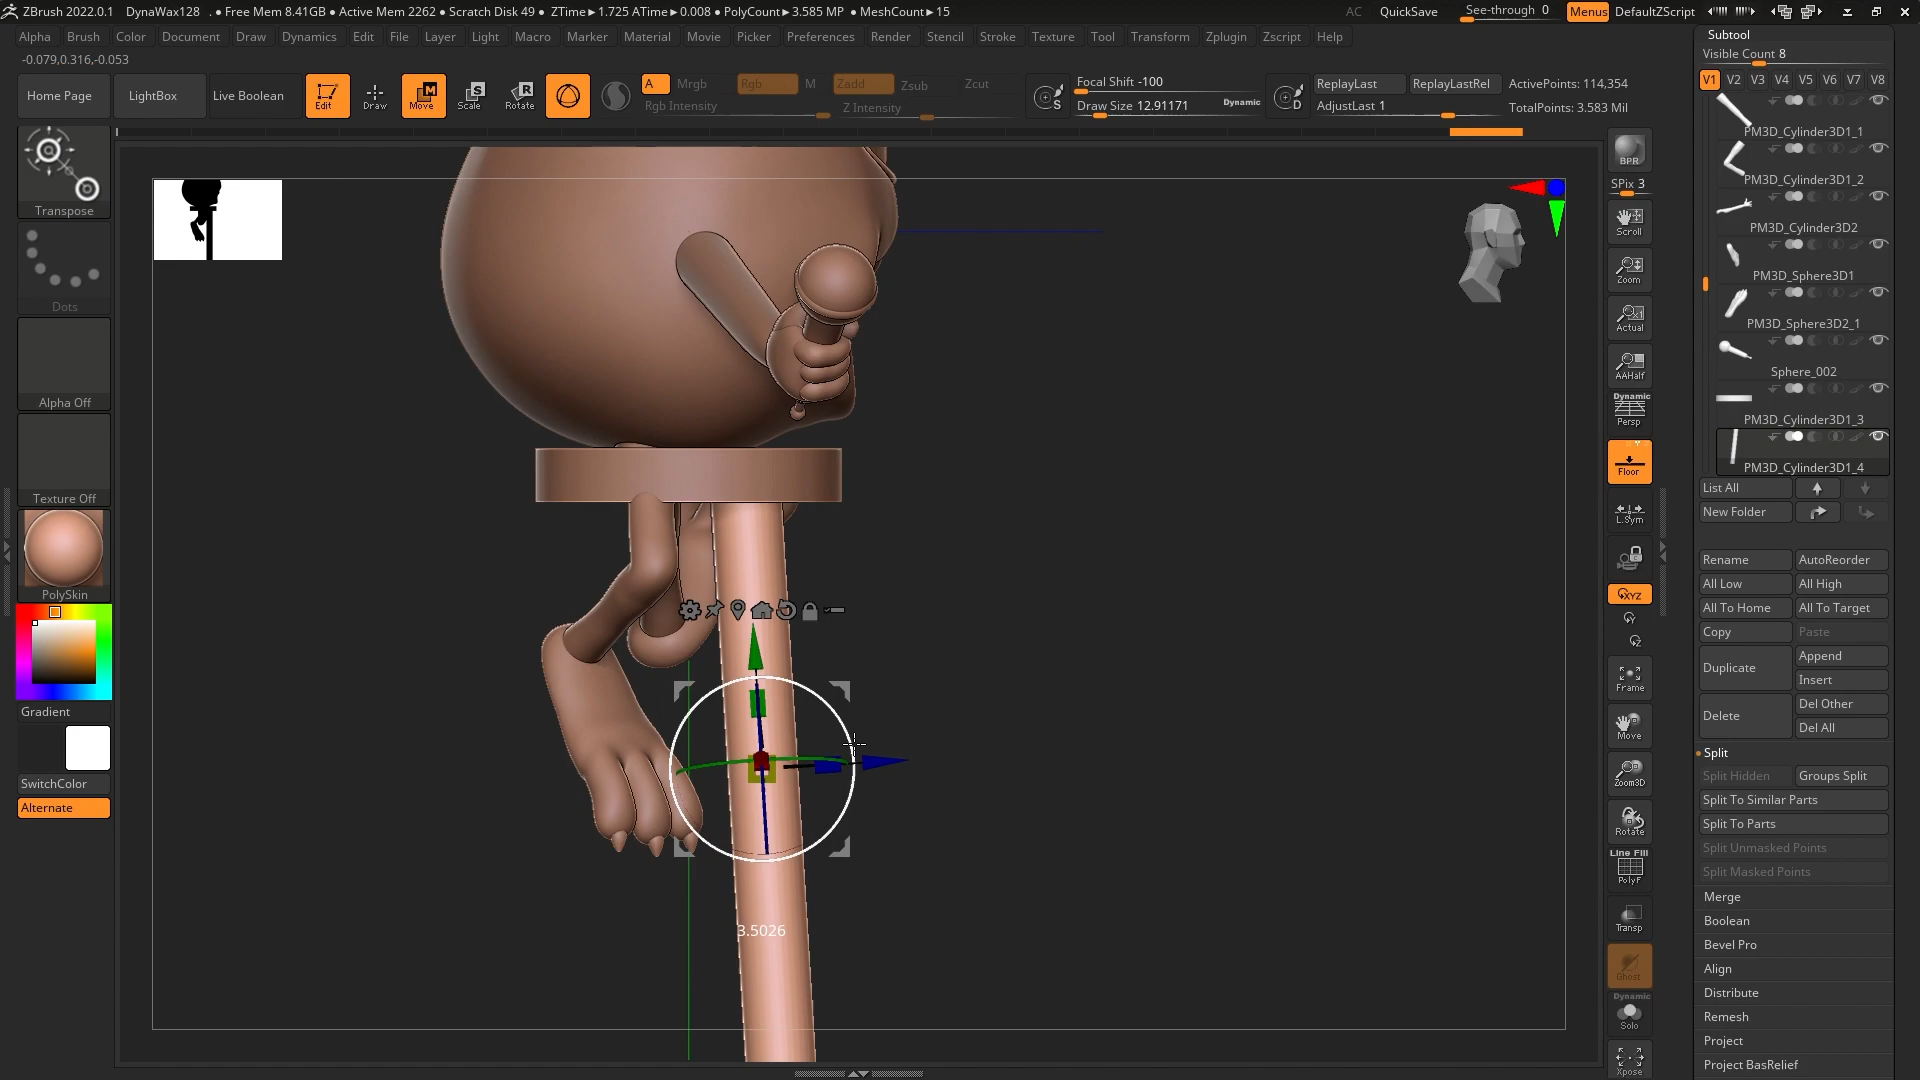 ZBrush 2022.0.1 DynaWax128 . ● Free Mem 8.41GB ● Active Mem 2262 ● Scratch Disk 49 ● ZTime►1.725 ATime►0.008 ● PolyCount►3.585 MP ● MeshCount►15 AC QuickSave See-through 0 Menus DefaultZScript
Alpha Brush Color Document Draw Dynamics Edit File Layer Light Macro Marker Material Movie Picker Preferences Render Stencil Stroke Texture Tool Transform Zplugin Zscript Help
-0.079,0.316,-0.053
Home Page LightBox Live Boolean Edit Draw Move Scale Rotate
A Mrgb Rgb M Zadd Zsub Zcut
Rgb Intensity Z Intensity
Focal Shift -100
Draw Size 12.91171 Dynamic
S D
ReplayLast ReplayLastRel ActivePoints: 114,354
AdjustLast 1 TotalPoints: 3.583 Mil
Transpose
Dots
Alpha Off
Texture Off
PolySkin
Gradient
SwitchColor
Alternate
3.5026
BPR
SPix 3
Scroll
Zoom
Actual
AAHalf
Dynamic
Persp
Floor
L.Sym
XYZ
Y
Z
Frame
Move
Zoom3D
Rotate
Line Fill
PolyF
Transp
Ghost
Dynamic
Solo
Xpose
Subtool
Visible Count 8
V1 V2 V3 V4 V5 V6 V7 V8
PM3D_Cylinder3D1_1
PM3D_Cylinder3D1_2
PM3D_Cylinder3D2
PM3D_Sphere3D1
PM3D_Sphere3D2_1
Sphere_002
PM3D_Cylinder3D1_3
PM3D_Cylinder3D1_4
List All
New Folder
Rename AutoReorder
All Low All High
All To Home All To Target
Copy Paste
Duplicate Append
Insert
Delete Del Other
Del All
Split
Split Hidden Groups Split
Split To Similar Parts
Split To Parts
Split Unmasked Points
Split Masked Points
Merge
Boolean
Bevel Pro
Align
Distribute
Remesh
Project
Project BasRelief